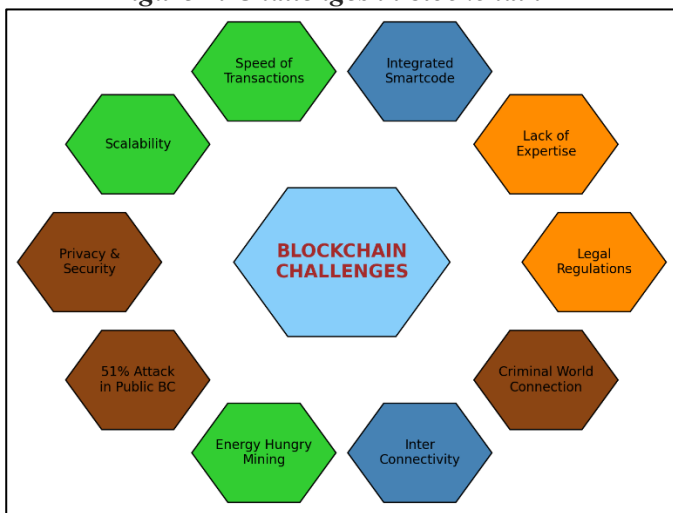 Speed of
Transactions
Integrated
Smartcode
Scalability
Lack of
Expertise
Privacy &
Security
BLOCKCHAIN
CHALLENGES
Legal
Regulations
51% Attack
in Public BC
Criminal World
Connection
Energy Hungry
Mining
Inter
Connectivity